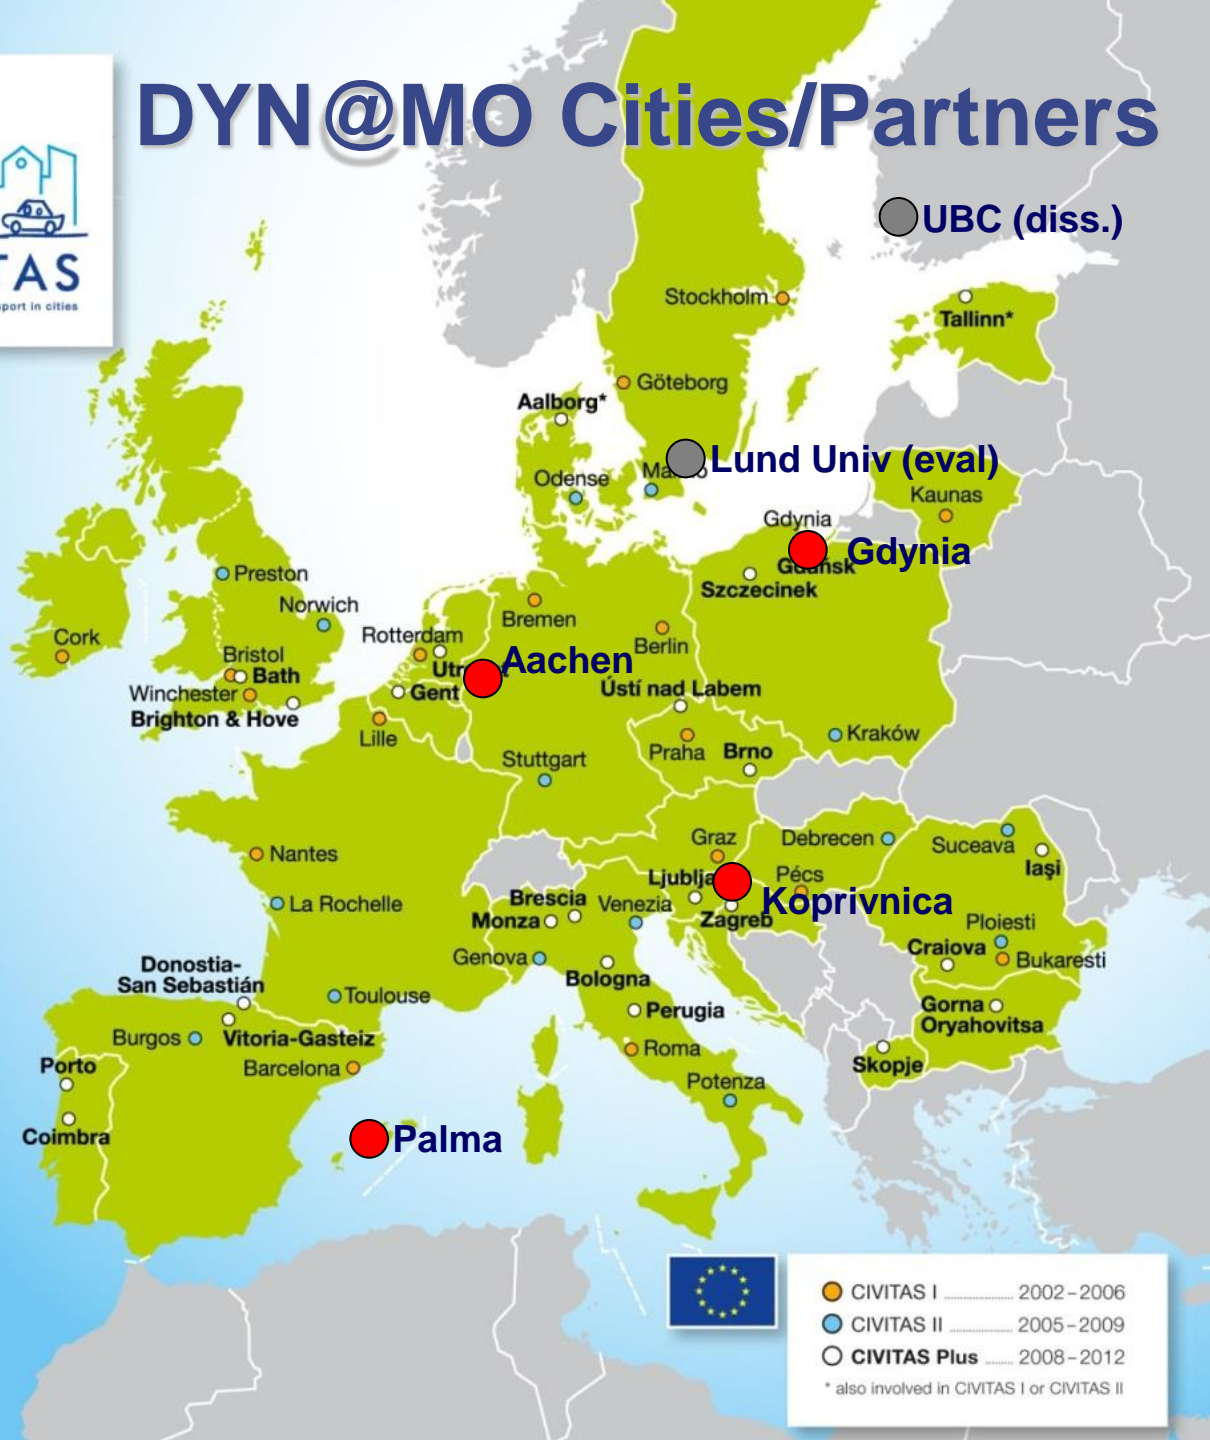 DYN@MO Cities/Partners
TAS
sport in cities
UBC (diss.)
Stockholm
Tallinn*
Göteborg
Aalborg*
Lund Univ (eval)
Odense
Kaunas
Gdynia
Gdynia
Szczecinek
Preston
Norwich
Bremen
Cork
Rotterdam
Berlin
Bristol
Bath
Aachen
Winchester
Gent
Ústí nad Labem
Brighton & Hove
Lille
Kraków
Praha
Brno
Stuttgart
Graz
Debrecen
Suceava
Iaşi
Nantes
Pécs
La Rochelle
Brescia
Venezia
Koprivnica
Monza
Zagreb
Ploiesti
Craiova
Bukaresti
Genova
Donostia-
San Sebastián
Bologna
Toulouse
Perugia
Gorna
Oryahovitsa
Burgos
Vitoria-Gasteiz
Roma
Skopje
Porto
Barcelona
Potenza
Coimbra
Palma
CIVITAS I 2002–2006
CIVITAS II 2005–2009
CIVITAS Plus 2008–2012
* also involved in CIVITAS I or CIVITAS II